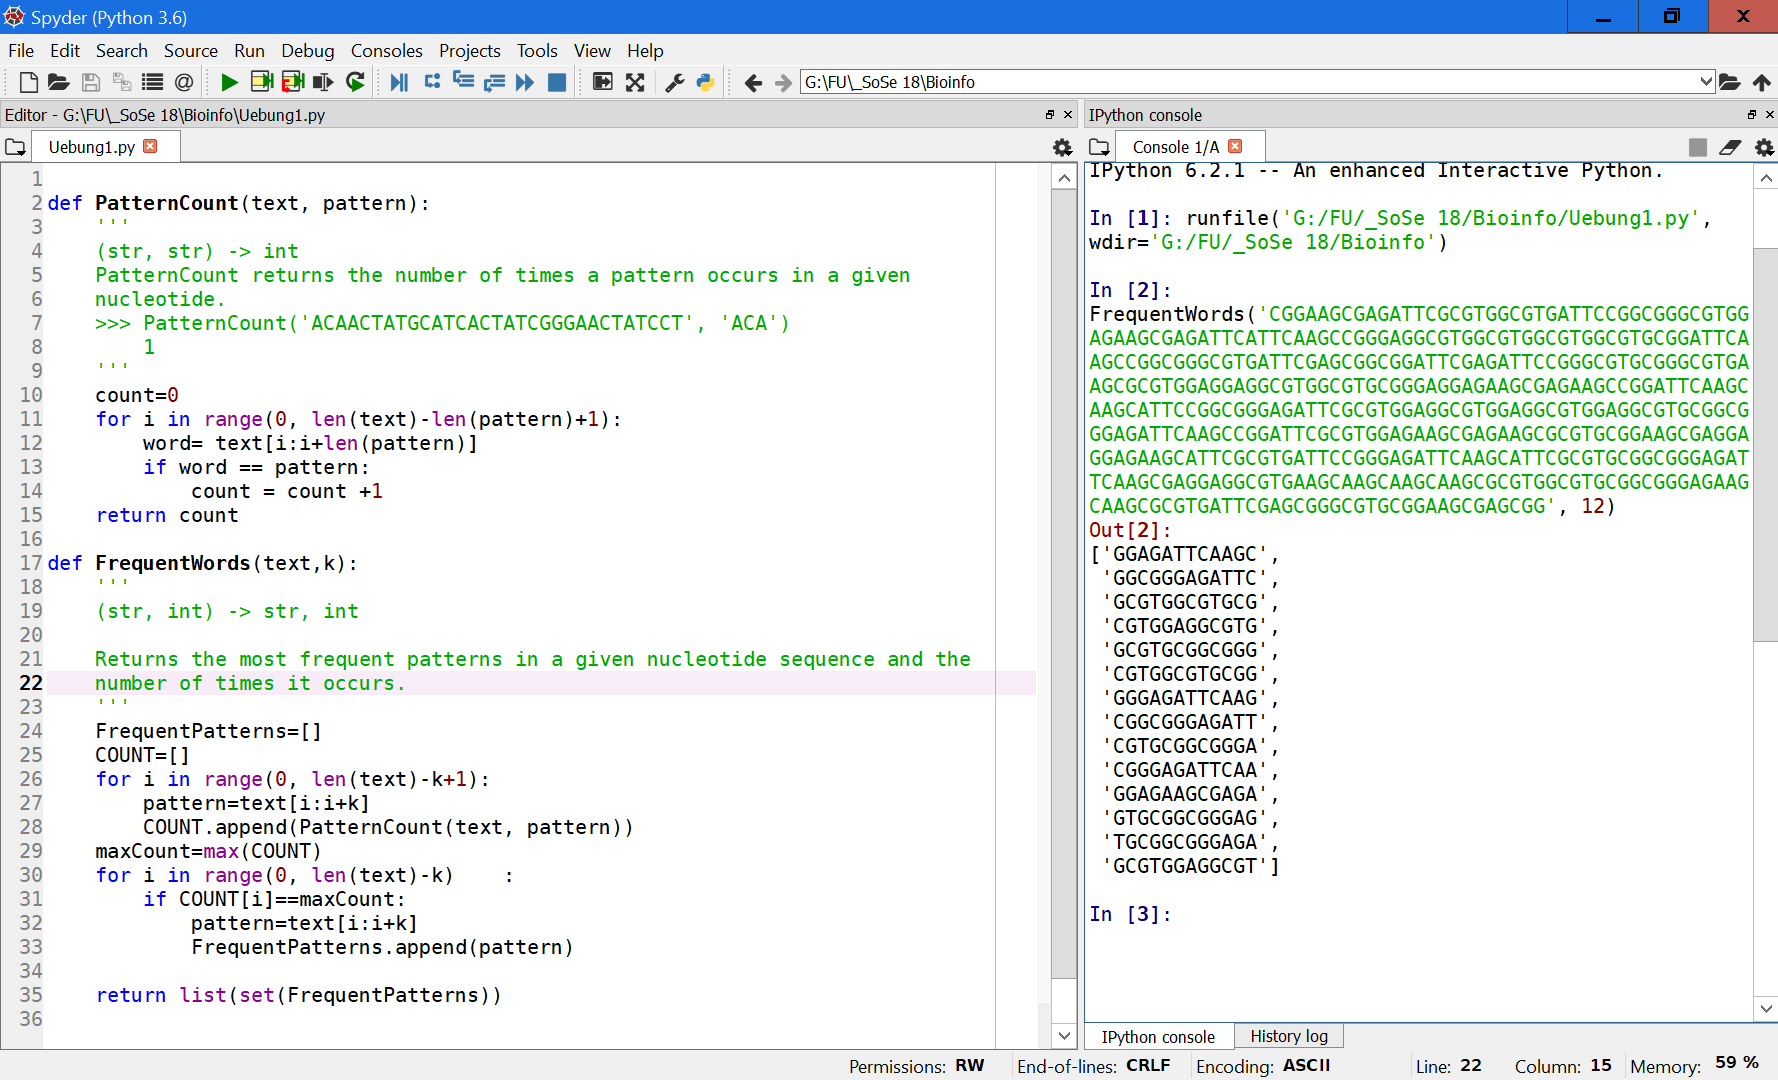 Spyder (Python 3.6)
File Edit Search Source Run Debug Consoles Projects Tools View Help
G:\FU\_SoSe 18\Bioinfo
Editor - G:\FU\_SoSe 18\Bioinfo\Uebung1.py
Uebung1.py
1
2 def PatternCount(text, pattern):
3     '''
4     (str, str) -> int
5     PatternCount returns the number of times a pattern occurs in a given
6     nucleotide.
7     >>> PatternCount('ACAACTATGCATCACTATCGGGAACTATCCT', 'ACA')
8         1
9     '''
10     count=0
11     for i in range(0, len(text)-len(pattern)+1):
12         word= text[i:i+len(pattern)]
13         if word == pattern:
14             count = count +1
15     return count
16
17 def FrequentWords(text,k):
18     '''
19     (str, int) -> str, int
20
21     Returns the most frequent patterns in a given nucleotide sequence and the
22     number of times it occurs.
23     '''
24     FrequentPatterns=[]
25     COUNT=[]
26     for i in range(0, len(text)-k+1):
27         pattern=text[i:i+k]
28         COUNT.append(PatternCount(text, pattern))
29     maxCount=max(COUNT)
30     for i in range(0, len(text)-k)    :
31         if COUNT[i]==maxCount:
32             pattern=text[i:i+k]
33             FrequentPatterns.append(pattern)
34
35     return list(set(FrequentPatterns))
36
IPython console
Console 1/A
IPython 6.2.1 -- An enhanced Interactive Python.
In [1]: runfile('G:/FU/_SoSe 18/Bioinfo/Uebung1.py',
wdir='G:/FU/_SoSe 18/Bioinfo')
In [2]:
FrequentWords('CGGAAGCGAGATTCGCGTGGCGTGATTCCGGCGGGCGTGG
AGAAGCGAGATTCATTCAAGCCGGGAGGCGTGGCGTGGCGTGGCGTGCGGATTCA
AGCCGGCGGGCGTGATTCGAGCGGCGGATTCGAGATTCCGGGCGTGCGGGCGTGA
AGCGCGTGGAGGAGGCGTGGCGTGCGGGAGGAGAAGCGAGAAGCCGGATTCAAGC
AAGCATTCCGGCGGGAGATTCGCGTGGAGGCGTGGAGGCGTGGAGGCGTGCGGCG
GGAGATTCAAGCCGGATTCGCGTGGAGAAGCGAGAAGCGCGTGCGGAAGCGAGGA
GGAGAAGCATTCGCGTGATTCCGGGAGATTCAAGCATTCGCGTGCGGCGGGAGAT
TCAAGCGAGGAGGCGTGAAGCAAGCAAGCAAGCGCGTGGCGTGCGGCGGGAGAAG
CAAGCGCGTGATTCGAGCGGGCGTGCGGAAGCGAGCGG', 12)
Out[2]:
['GGAGATTCAAGC',
'GGCGGGAGATTC',
'GCGTGGCGTGCG',
'CGTGGAGGCGTG',
'GCGTGCGGCGGG',
'CGTGGCGTGCGG',
'GGGAGATTCAAG',
'CGGCGGGAGATT',
'CGTGCGGCGGGA',
'CGGGAGATTCAA',
'GGAGAAGCGAGA',
'GTGCGGCGGGAG',
'TGCGGCGGGAGA',
'GCGTGGAGGCGT']
In [3]:
IPython console History log
Permissions: RW End-of-lines: CRLF Encoding: ASCII Line: 22 Column: 15 Memory: 59 %